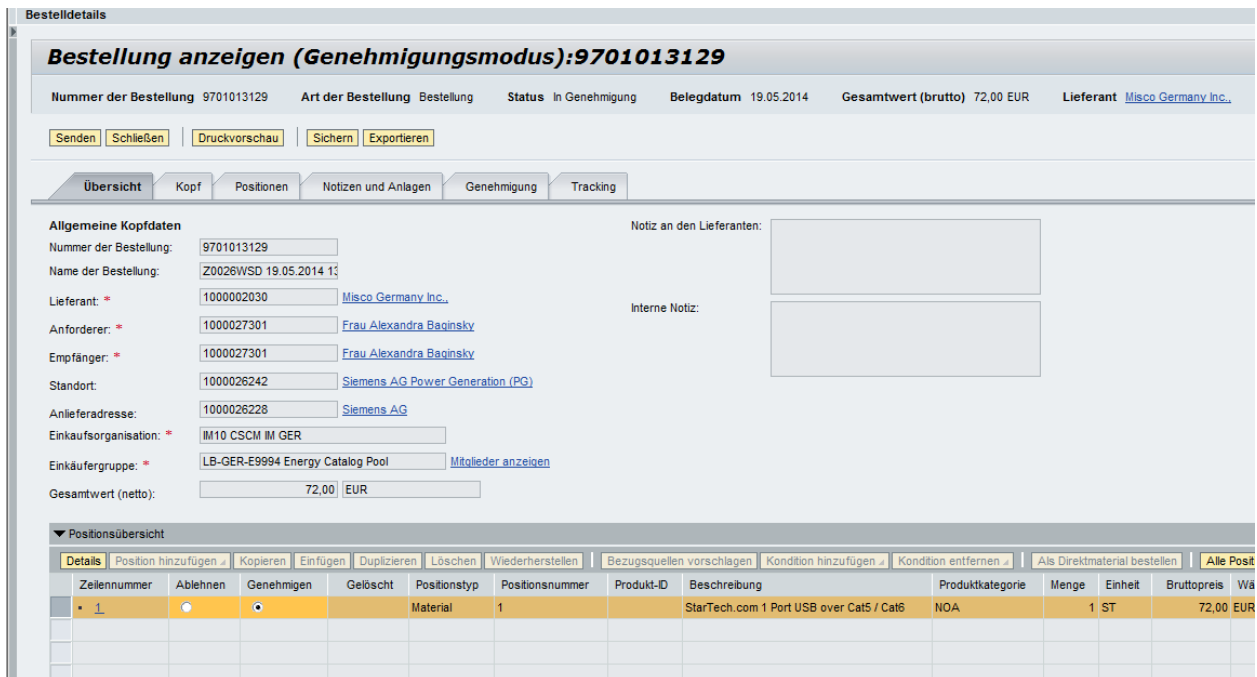 Bestelldetails
Bestellung anzeigen (Genehmigungsmodus):9701013129
Nummer der Bestellung 9701013129 Art der Bestellung Bestellung Status In Genehmigung Belegdatum 19.05.2014 Gesamtwert (brutto) 72,00 EUR Lieferant Misco Germany Inc.,
Senden Schließen Druckvorschau Sichern Exportieren
Übersicht Kopf Positionen Notizen und Anlagen Genehmigung Tracking
Allgemeine Kopfdaten Notiz an den Lieferanten:
Nummer der Bestellung: 9701013129
Name der Bestellung: Z0026WSD 19.05.2014 13
Lieferant: * 1000002030 Misco Germany Inc.,
Interne Notiz:
Anforderer: * 1000027301 Frau Alexandra Baginsky
Empfänger: * 1000027301 Frau Alexandra Baginsky
Standort: 1000026242 Siemens AG Power Generation (PG)
Anlieferadresse: 1000026228 Siemens AG
Einkaufsorganisation: * IM10 CSCM IM GER
Einkäufergruppe: * LB-GER-E9994 Energy Catalog Pool Mitglieder anzeigen
Gesamtwert (netto): 72,00 EUR
Positionsübersicht
Details Position hinzufügen Kopieren Einfügen Duplizieren Löschen Wiederherstellen Bezugsquellen vorschlagen Kondition hinzufügen Kondition entfernen Als Direktmaterial bestellen Alle Posit
Zeilennummer Ablehnen Genehmigen Gelöscht Positionstyp Positionsnummer Produkt-ID Beschreibung Produktkategorie Menge Einheit Bruttopreis Wä
1 Material 1 StarTech.com 1 Port USB over Cat5 / Cat6 NOA 1 ST 72,00 EUR